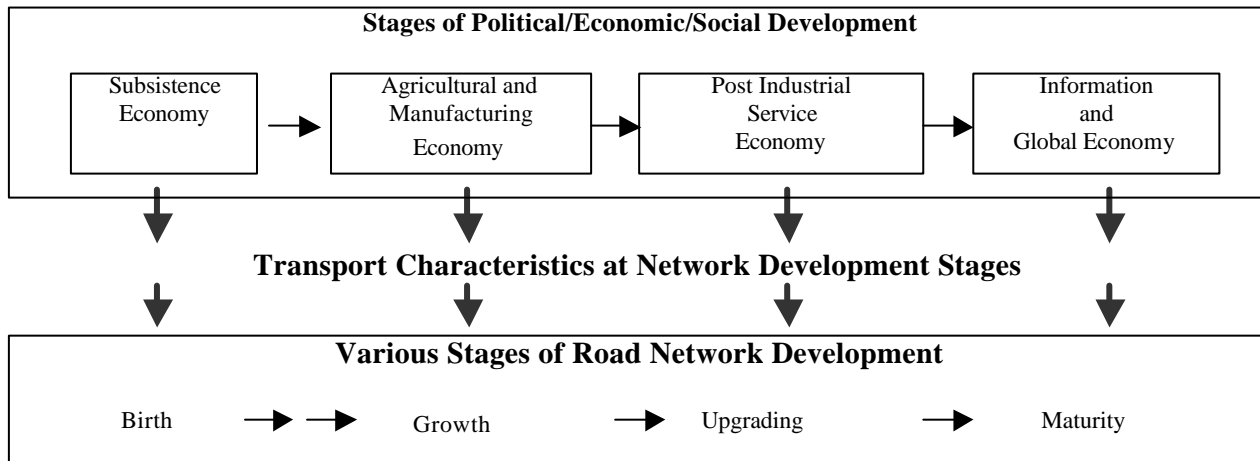 Stages of Political/Economic/Social Development
Subsistence
Economy
Agricultural and
Manufacturing
Economy
Post Industrial
Service
Economy
Information
and
Global Economy
Transport Characteristics at Network Development Stages
Various Stages of Road Network Development
Birth
Growth
Upgrading
Maturity